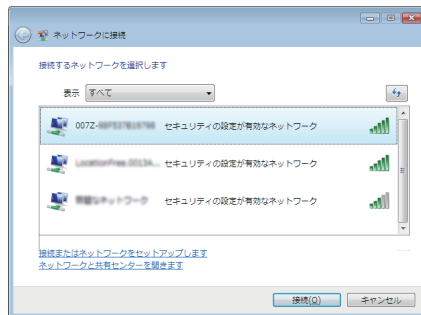 ネットワークに接続
接続するネットワークを選択します
表示 すべて
007Z- セキュリティの設定が有効なネットワーク
セキュリティの設定が有効なネットワーク
セキュリティの設定が有効なネットワーク
接続またはネットワークをセットアップします
ネットワークと共有センターを開きます
接続(O) キャンセル